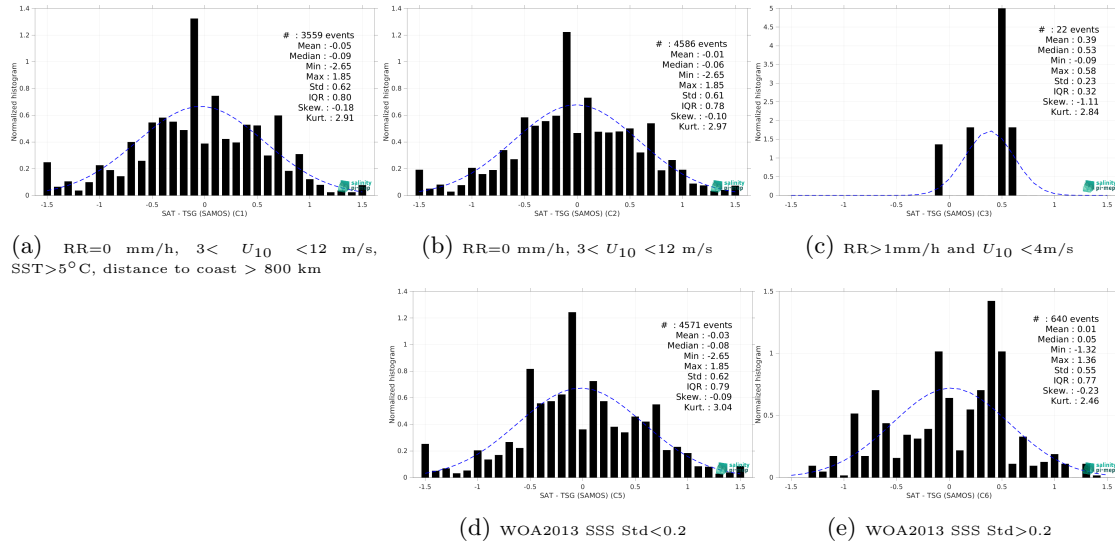 1.4
1.2
1
0.8
0.6
0.4
0.2
0
Normalized histogram
# : 3559 events
Mean : -0.05
Median : -0.09
Min : -2.65
Max : 1.85
Std : 0.62
IQR : 0.80
Skew. : -0.18
Kurt. : 2.91
salinity
pi-mep
-1.5 -1 -0.5 0 0.5 1 1.5
SAT - TSG (SAMOS) (C1)
(a) RR=0 mm/h, 3< U10 <12 m/s,
SST>5°C, distance to coast > 800 km
1.4
1.2
1
0.8
0.6
0.4
0.2
0
Normalized histogram
# : 4586 events
Mean : -0.01
Median : -0.06
Min : -2.65
Max : 1.85
Std : 0.61
IQR : 0.78
Skew. : -0.10
Kurt. : 2.97
salinity
pi-mep
-1.5 -1 -0.5 0 0.5 1 1.5
SAT - TSG (SAMOS) (C2)
(b) RR=0 mm/h, 3< U10 <12 m/s
5
4.5
4
3.5
3
2.5
2
1.5
1
0.5
0
Normalized histogram
# : 22 events
Mean : 0.39
Median : 0.53
Min : -0.09
Max : 0.58
Std : 0.23
IQR : 0.32
Skew. : -1.11
Kurt. : 2.84
salinity
pi-mep
-1.5 -1 -0.5 0 0.5 1 1.5
SAT - TSG (SAMOS) (C3)
(c) RR>1mm/h and U10 <4m/s
1.4
1.2
1
0.8
0.6
0.4
0.2
0
Normalized histogram
# : 4571 events
Mean : -0.03
Median : -0.08
Min : -2.65
Max : 1.85
Std : 0.62
IQR : 0.79
Skew. : -0.09
Kurt. : 3.04
salinity
pi-mep
-1.5 -1 -0.5 0 0.5 1 1.5
SAT - TSG (SAMOS) (C5)
(d) WOA2013 SSS Std<0.2
1.5
1
0.5
0
Normalized histogram
# : 640 events
Mean : 0.01
Median : 0.05
Min : -1.32
Max : 1.36
Std : 0.55
IQR : 0.77
Skew. : -0.23
Kurt. : 2.46
salinity
pi-mep
-1.5 -1 -0.5 0 0.5 1 1.5
SAT - TSG (SAMOS) (C6)
(e) WOA2013 SSS Std>0.2